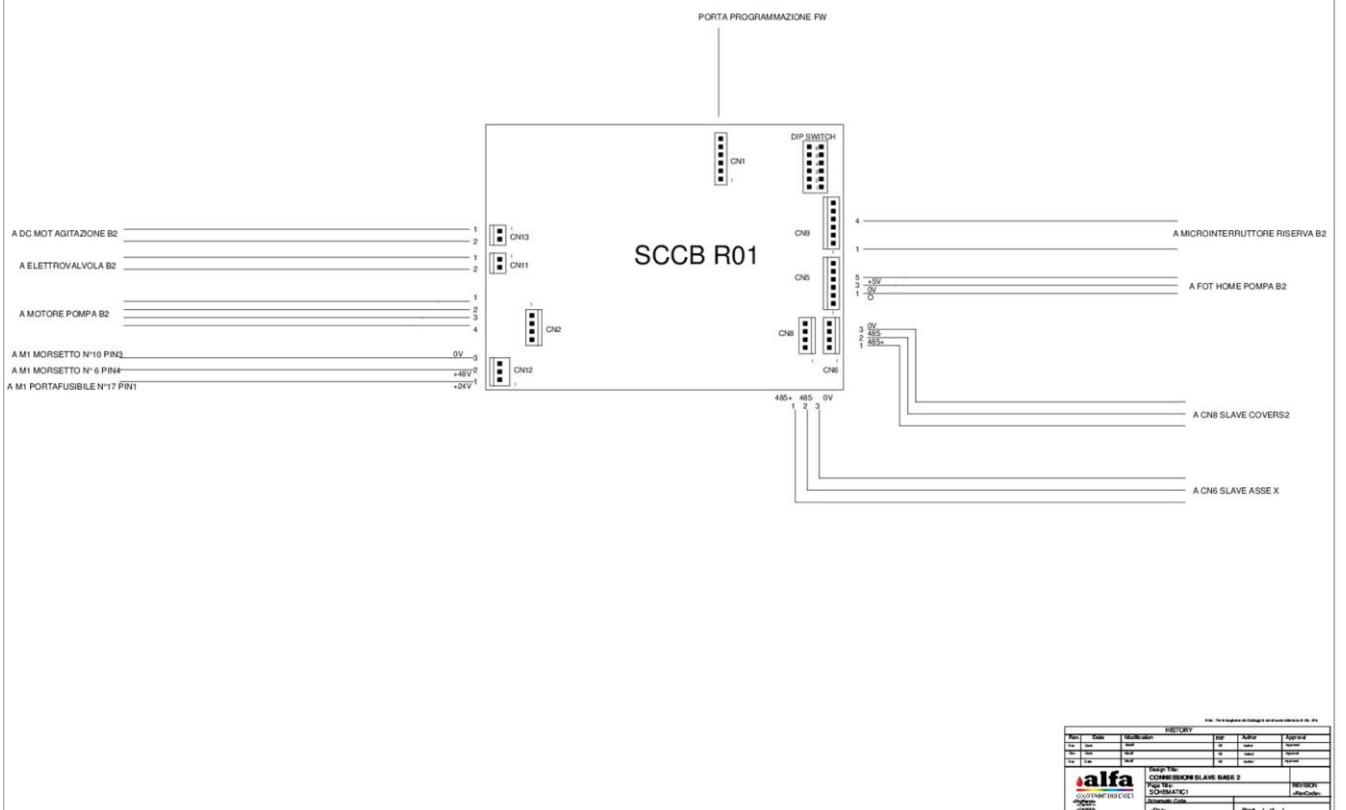 PORTA PROGRAMMAZIONE FW
DIP SWITCH
CN1
A DC MOT AGITAZIONE B2
1
2
CN13
A ELETTROVALVOLA B2
1
2
CN11
A MOTORE POMPA B2
1
2
3
4
CN2
A M1 MORSETTO N°10 PIN3
0V
3
A M1 MORSETTO N° 6 PIN4
+48V
2
A M1 PORTAFUSIBILE N°17 PIN1
+24V
1
CN12
SCCB R01
CN9
4
1
A MICROINTERRUTTORE RISERVA B2
CN5
5
3 +5V
1 0V
O
A FOT HOME POMPA B2
CN8
CN6
3 0V
2 485-
1 485+
485+ 485- 0V
1 2 3
A CN8 SLAVE COVERS2
A CN6 SLAVE ASSE X
HISTORY
Rev. Date Modification Author Approval
alfa
Design Title:
CONNESSIONI SLAVE BASE 2
Page Title:
SCHEMATIC1
REVISION
<RevCode>
Schematic Code